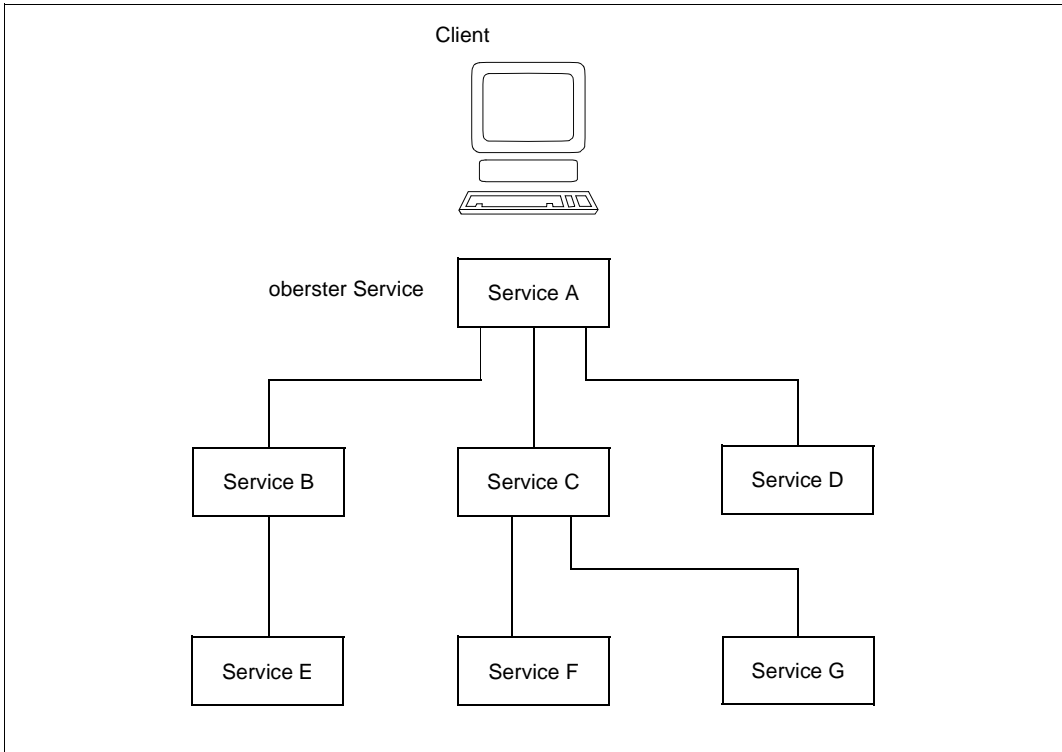 Client
oberster Service
Service A
Service B
Service C
Service D
Service E
Service F
Service G